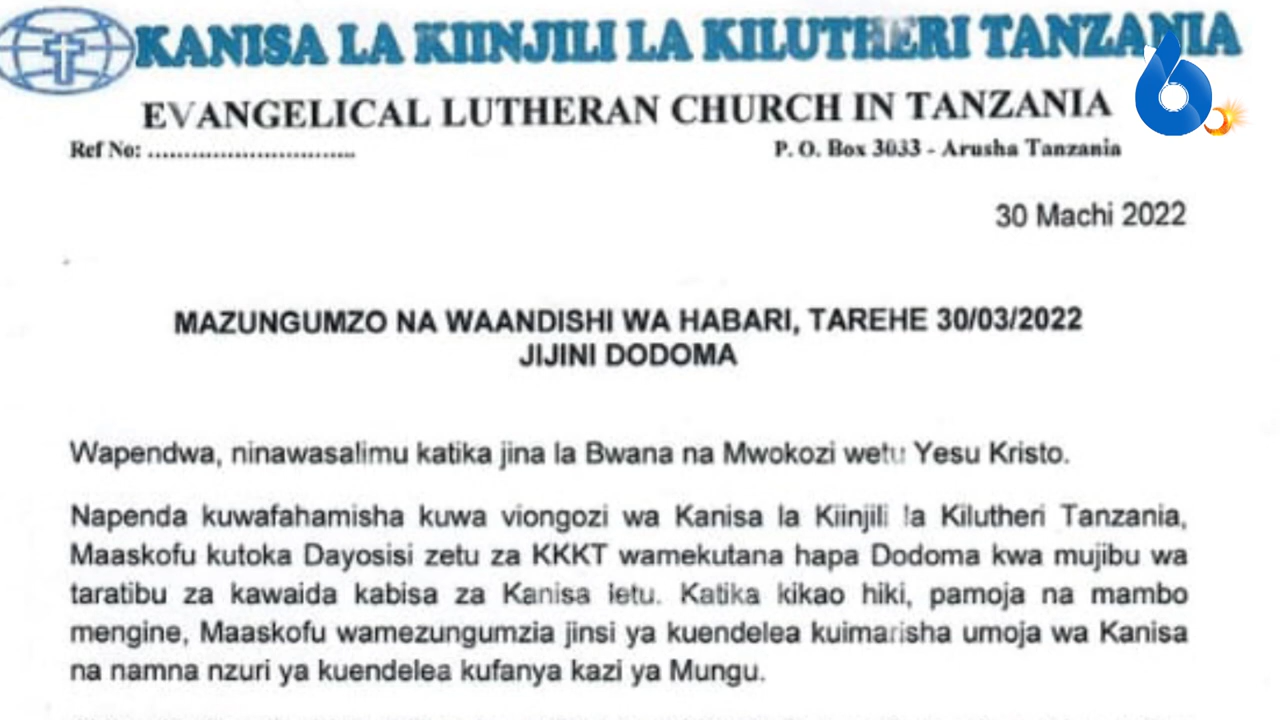 KANISA LA KIINJILI LA KILUTHERI TANZANIA
EVANGELICAL LUTHERAN CHURCH IN TANZANIA
Ref No: ..............................
P. O. Box 3033 - Arusha Tanzania
30 Machi 2022
MAZUNGUMZO NA WAANDISHI WA HABARI, TAREHE 30/03/2022
JIJINI DODOMA
Wapendwa, ninawasalimu katika jina la Bwana na Mwokozi wetu Yesu Kristo.
Napenda kuwafahamisha kuwa viongozi wa Kanisa la Kiinjili la Kilutheri Tanzania,
Maaskofu kutoka Dayosisi zetu za KKKT wamekutana hapa Dodoma kwa mujibu wa
taratibu za kawaida kabisa za Kanisa letu. Katika kikao hiki, pamoja na mambo
mengine, Maaskofu wamezungumzia jinsi ya kuendelea kuimarisha umoja wa Kanisa
na namna nzuri ya kuendelea kufanya kazi ya Mungu.